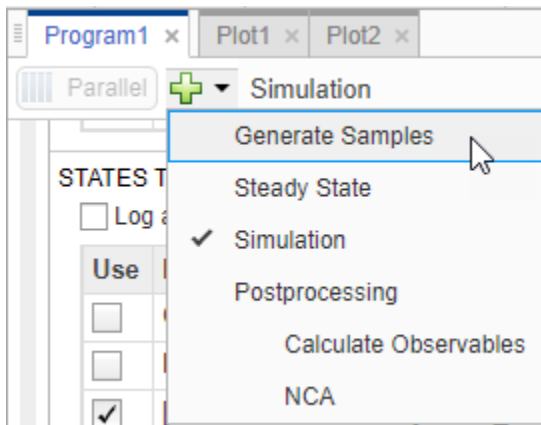 Program1 × Plot1 × Plot2 ×
Parallel Simulation
Generate Samples
STATES T
Steady State
Log
Simulation
Use
Postprocessing
Calculate Observables
NCA